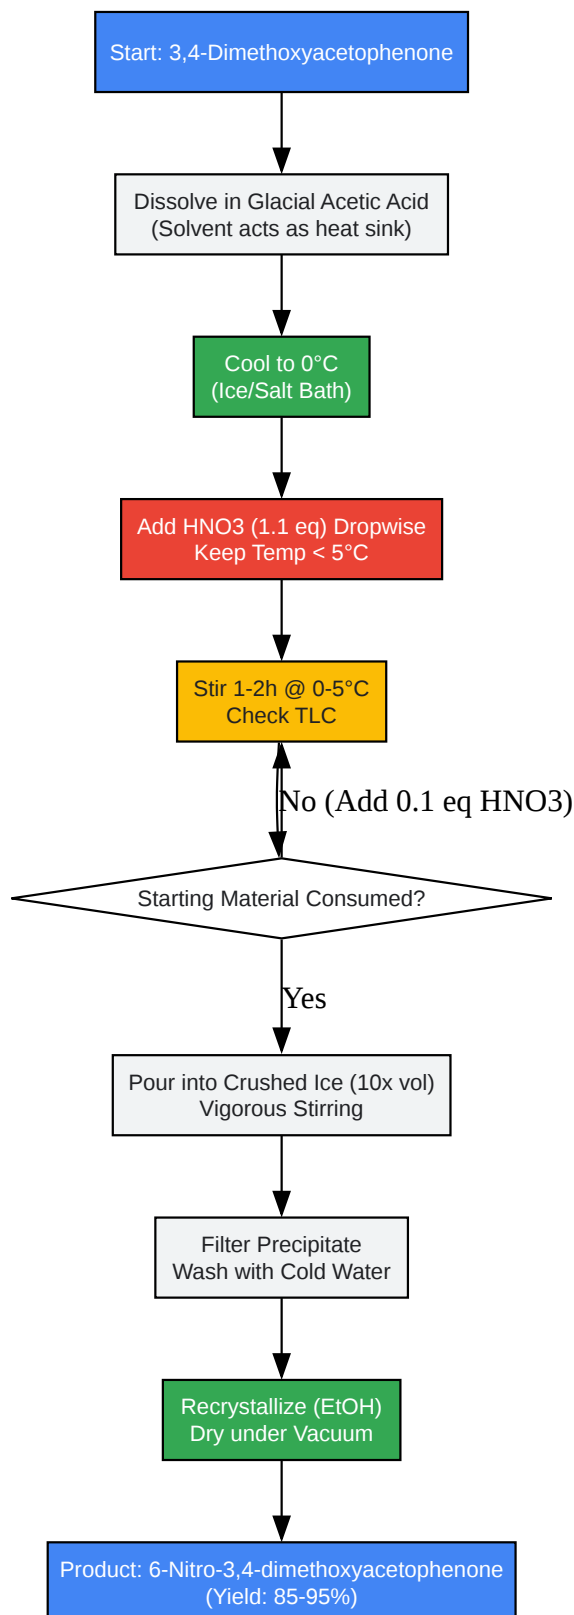 Start: 3,4-Dimethoxyacetophenone
Dissolve in Glacial Acetic Acid
(Solvent acts as heat sink)
Cool to 0°C
(Ice/Salt Bath)
Add HNO3 (1.1 eq) Dropwise
Keep Temp < 5°C
Stir 1-2h @ 0-5°C
Check TLC
No (Add 0.1 eq HNO3)
Starting Material Consumed?
Yes
Pour into Crushed Ice (10x vol)
Vigorous Stirring
Filter Precipitate
Wash with Cold Water
Recrystallize (EtOH)
Dry under Vacuum
Product: 6-Nitro-3,4-dimethoxyacetophenone
(Yield: 85-95%)